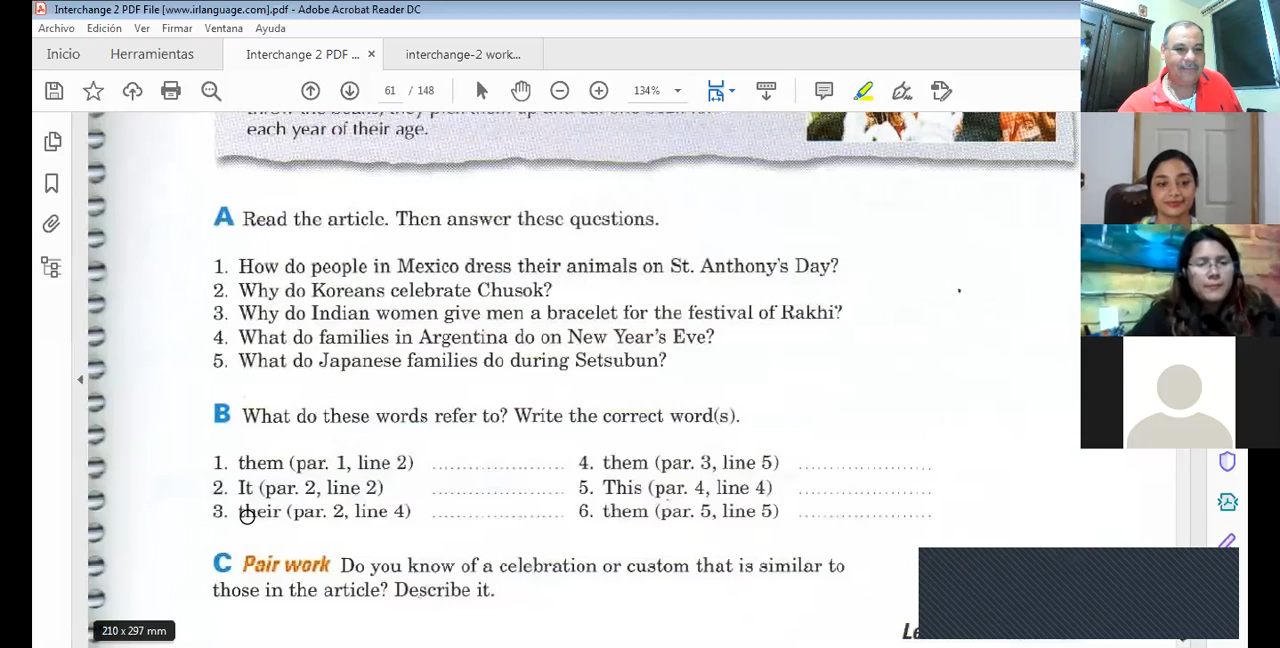 Interchange 2 PDF File [www.irlanguage.com].pdf - Adobe Acrobat Reader DC
Archivo Edición Ver Firmar Ventana Ayuda
Inicio Herramientas Interchange 2 PDF ... × interchange-2 work...
61 / 148 134%
each year of their age.
A Read the article. Then answer these questions.
1. How do people in Mexico dress their animals on St. Anthony's Day?
2. Why do Koreans celebrate Chusok?
3. Why do Indian women give men a bracelet for the festival of Rakhi?
4. What do families in Argentina do on New Year's Eve?
5. What do Japanese families do during Setsubun?
B What do these words refer to? Write the correct word(s).
1. them (par. 1, line 2) .................... 4. them (par. 3, line 5) ....................
2. It (par. 2, line 2) .................... 5. This (par. 4, line 4) ....................
3. their (par. 2, line 4) .................... 6. them (par. 5, line 5) ....................
C Pair work Do you know of a celebration or custom that is similar to
those in the article? Describe it.
210 x 297 mm